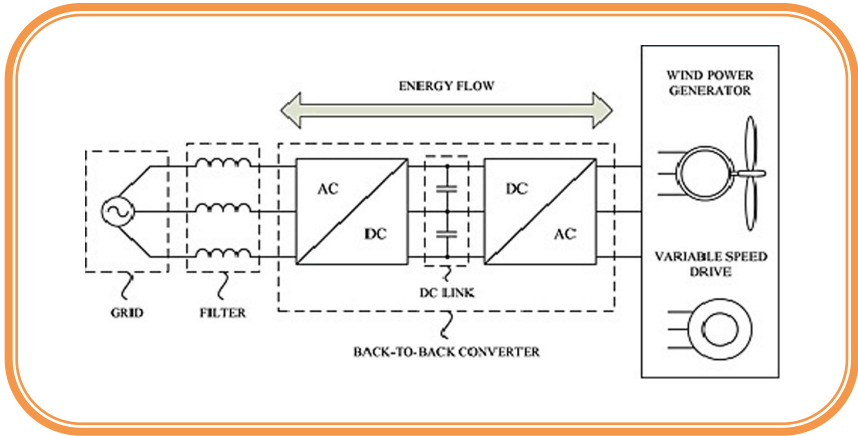 WIND POWER
GENERATOR
ENERGY FLOW
AC
DC
DC
AC
VARIABLE SPEED
DRIVE
DC LINK
GRID
FILTER
BACK-TO-BACK CONVERTER